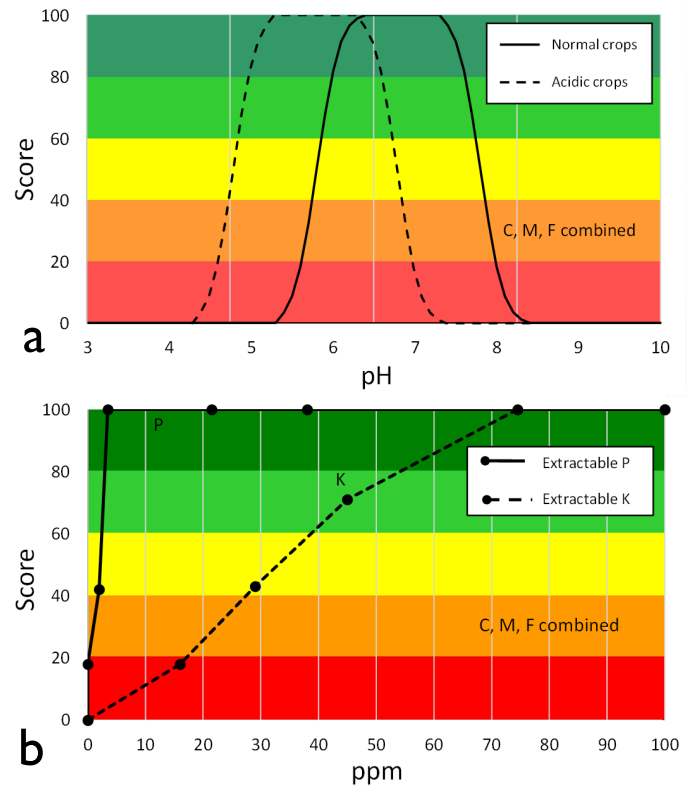 100
80
60
40
20
0
Score
Normal crops
Acidic crops
C, M, F combined
a
3 4 5 6 7 8 9 10
pH
100
80
60
40
20
0
Score
P
K
Extractable P
Extractable K
C, M, F combined
b
0 10 20 30 40 50 60 70 80 90 100
ppm